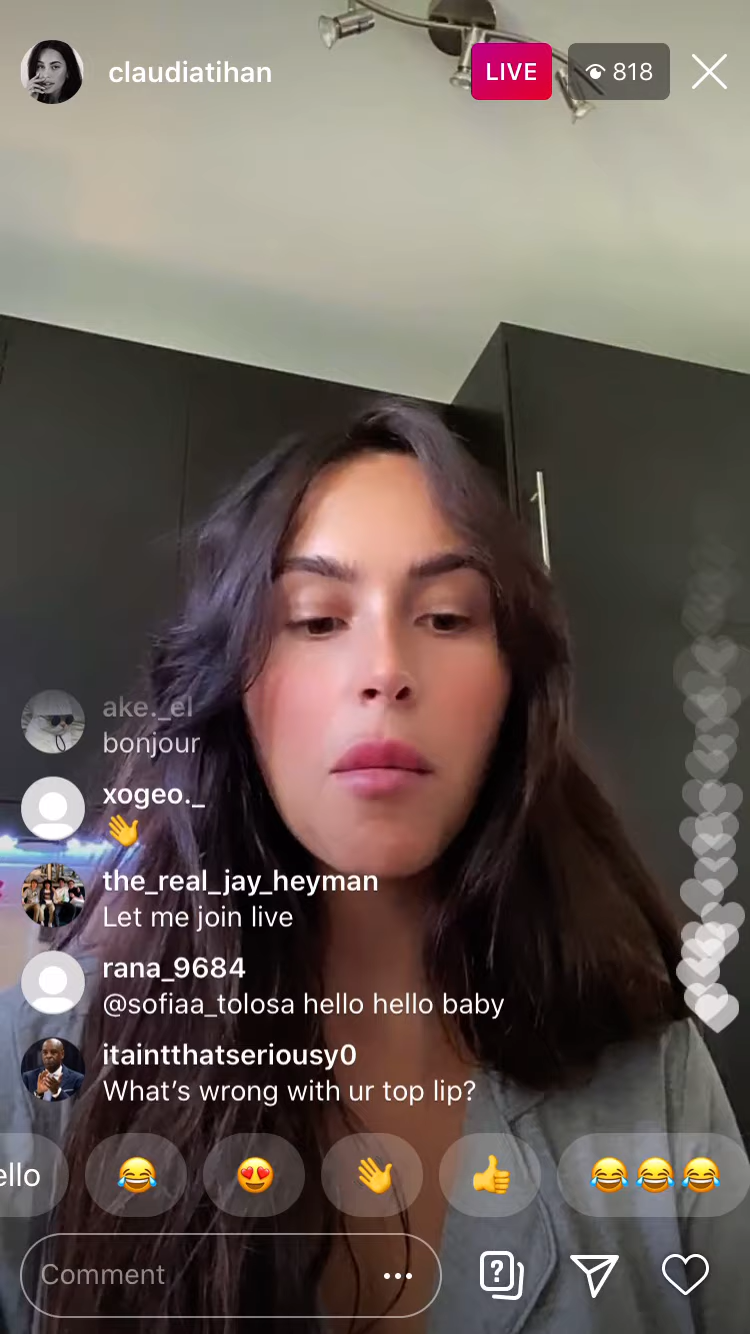 claudiatihan
LIVE
818
ake._el
bonjour
xogeo._
the_real_jay_heyman
Let me join live
rana_9684
@sofiaa_tolosa hello hello baby
itaintthatseriousy0
What's wrong with ur top lip?
ello
Comment